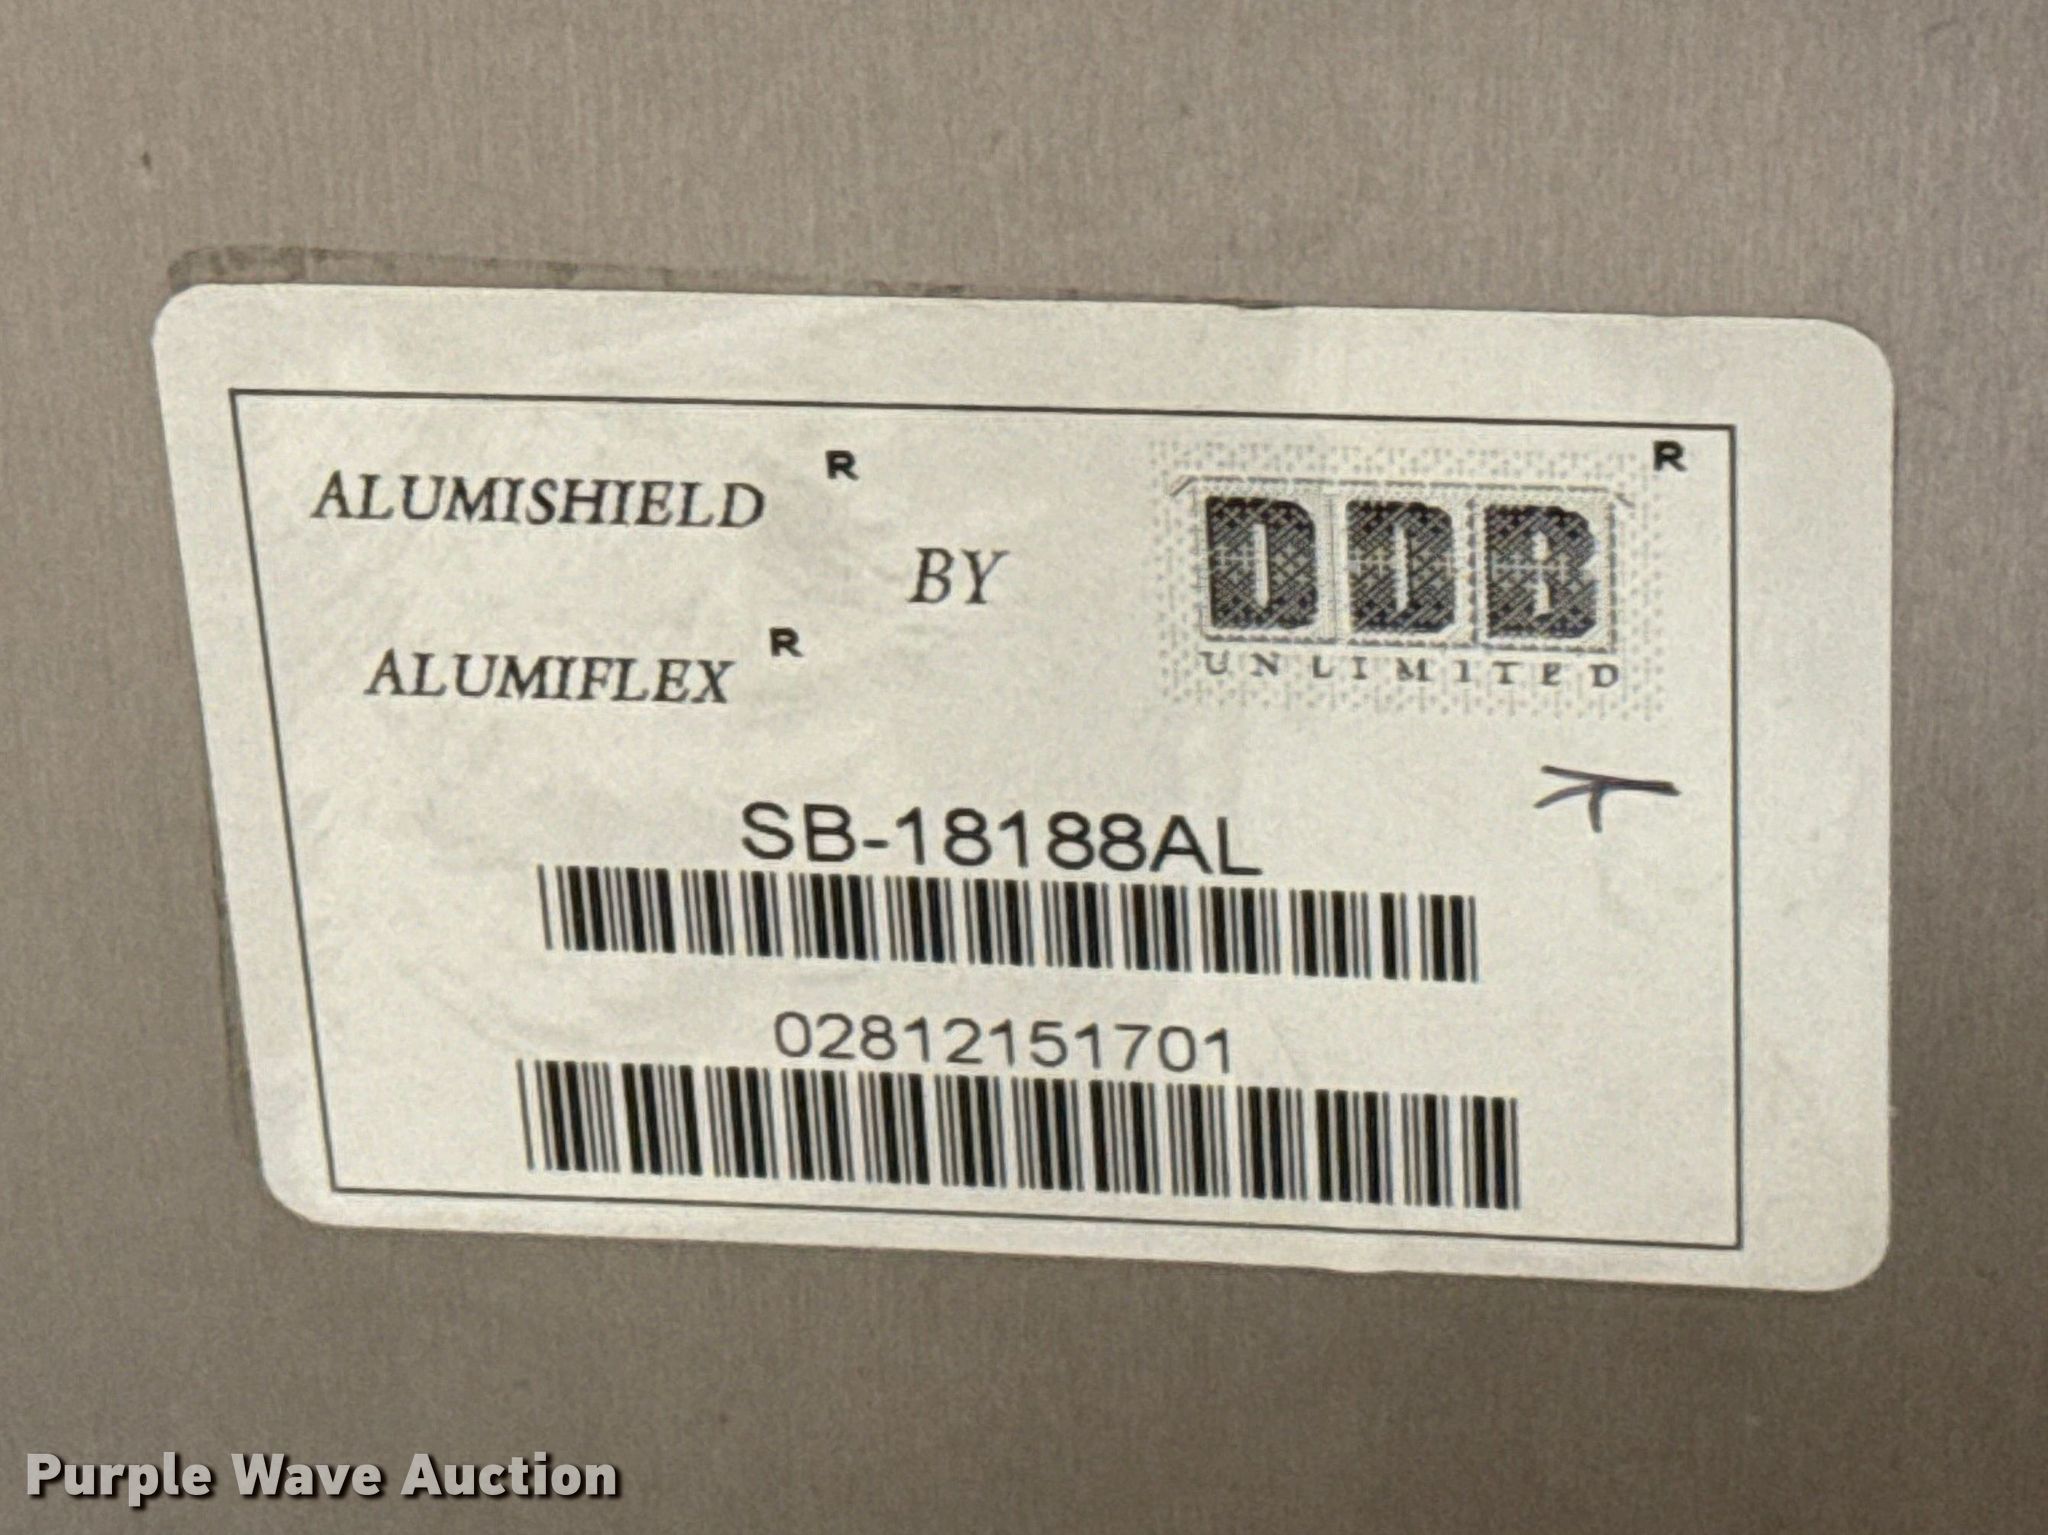 ALUMISHIELD R
BY
ALUMIFLEX R
DDB R
UNLIMITED
SB-18188AL
02812151701
Purple Wave Auction